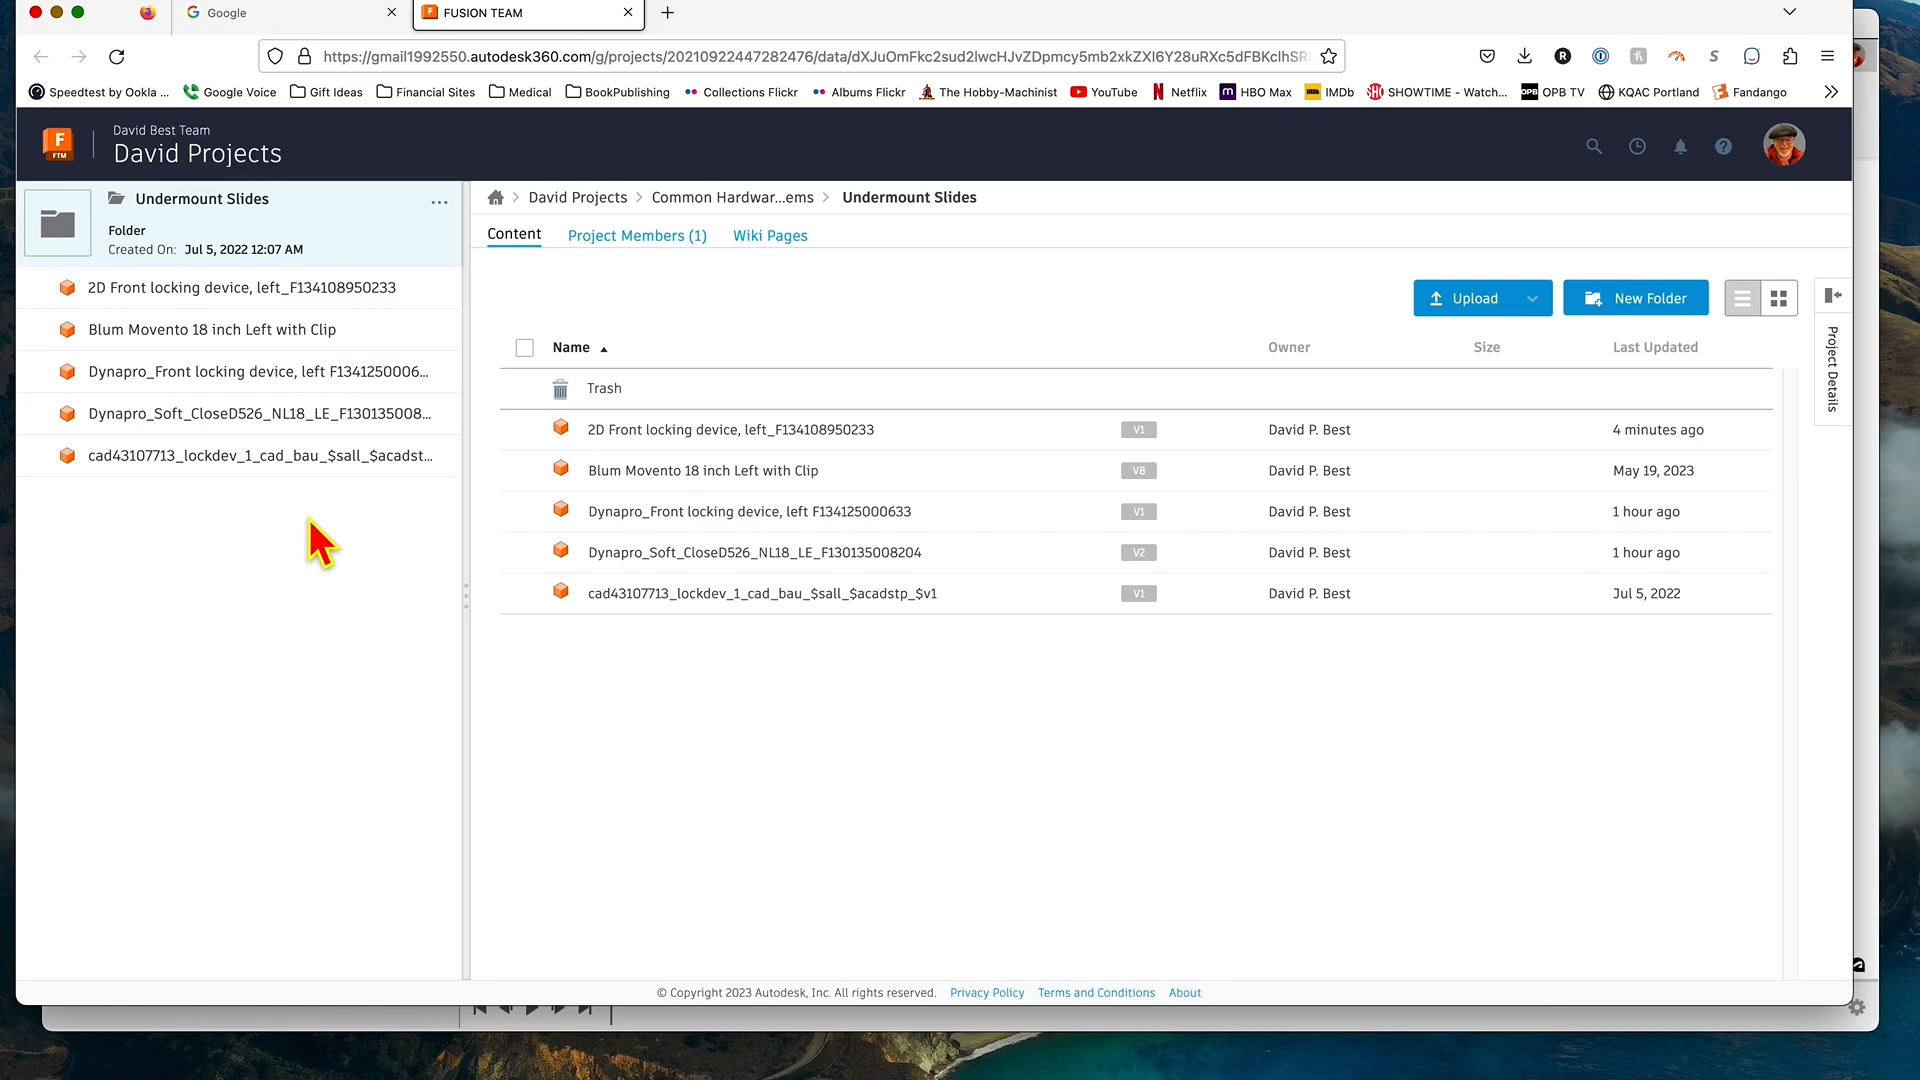 Google
FUSION TEAM
https://gmail1992550.autodesk360.com/g/projects/20210922447282476/data/
Speedtest by Ookla ...
Google Voice
Gift Ideas
Financial Sites
Medical
BookPublishing
Collections Flickr
Albums Flickr
The Hobby-Machinist
YouTube
Netflix
HBO Max
IMDb
SHOWTIME - Watch...
OPB TV
KQAC Portland
Fandango
F
FTM
David Best Team
David Projects
Undermount Slides
...
Folder
Created On: Jul 5, 2022 12:07 AM
2D Front locking device, left_F134108950233
Blum Movento 18 inch Left with Clip
Dynapro_Front locking device, left F1341250006...
Dynapro_Soft_CloseD526_NL18_LE_F130135008...
cad43107713_lockdev_1_cad_bau_$sall_$acadst...
David Projects > Common Hardwar...ems > Undermount Slides
Content
Project Members (1)
Wiki Pages
Upload
New Folder
Project Details
Name
Owner
Size
Last Updated
Trash
2D Front locking device, left_F134108950233 V1 David P. Best 4 minutes ago
Blum Movento 18 inch Left with Clip V8 David P. Best May 19, 2023
Dynapro_Front locking device, left F134125000633 V1 David P. Best 1 hour ago
Dynapro_Soft_CloseD526_NL18_LE_F130135008204 V2 David P. Best 1 hour ago
cad43107713_lockdev_1_cad_bau_$sall_$acadstp_$v1 V1 David P. Best Jul 5, 2022
© Copyright 2023 Autodesk, Inc. All rights reserved. Privacy Policy Terms and Conditions About